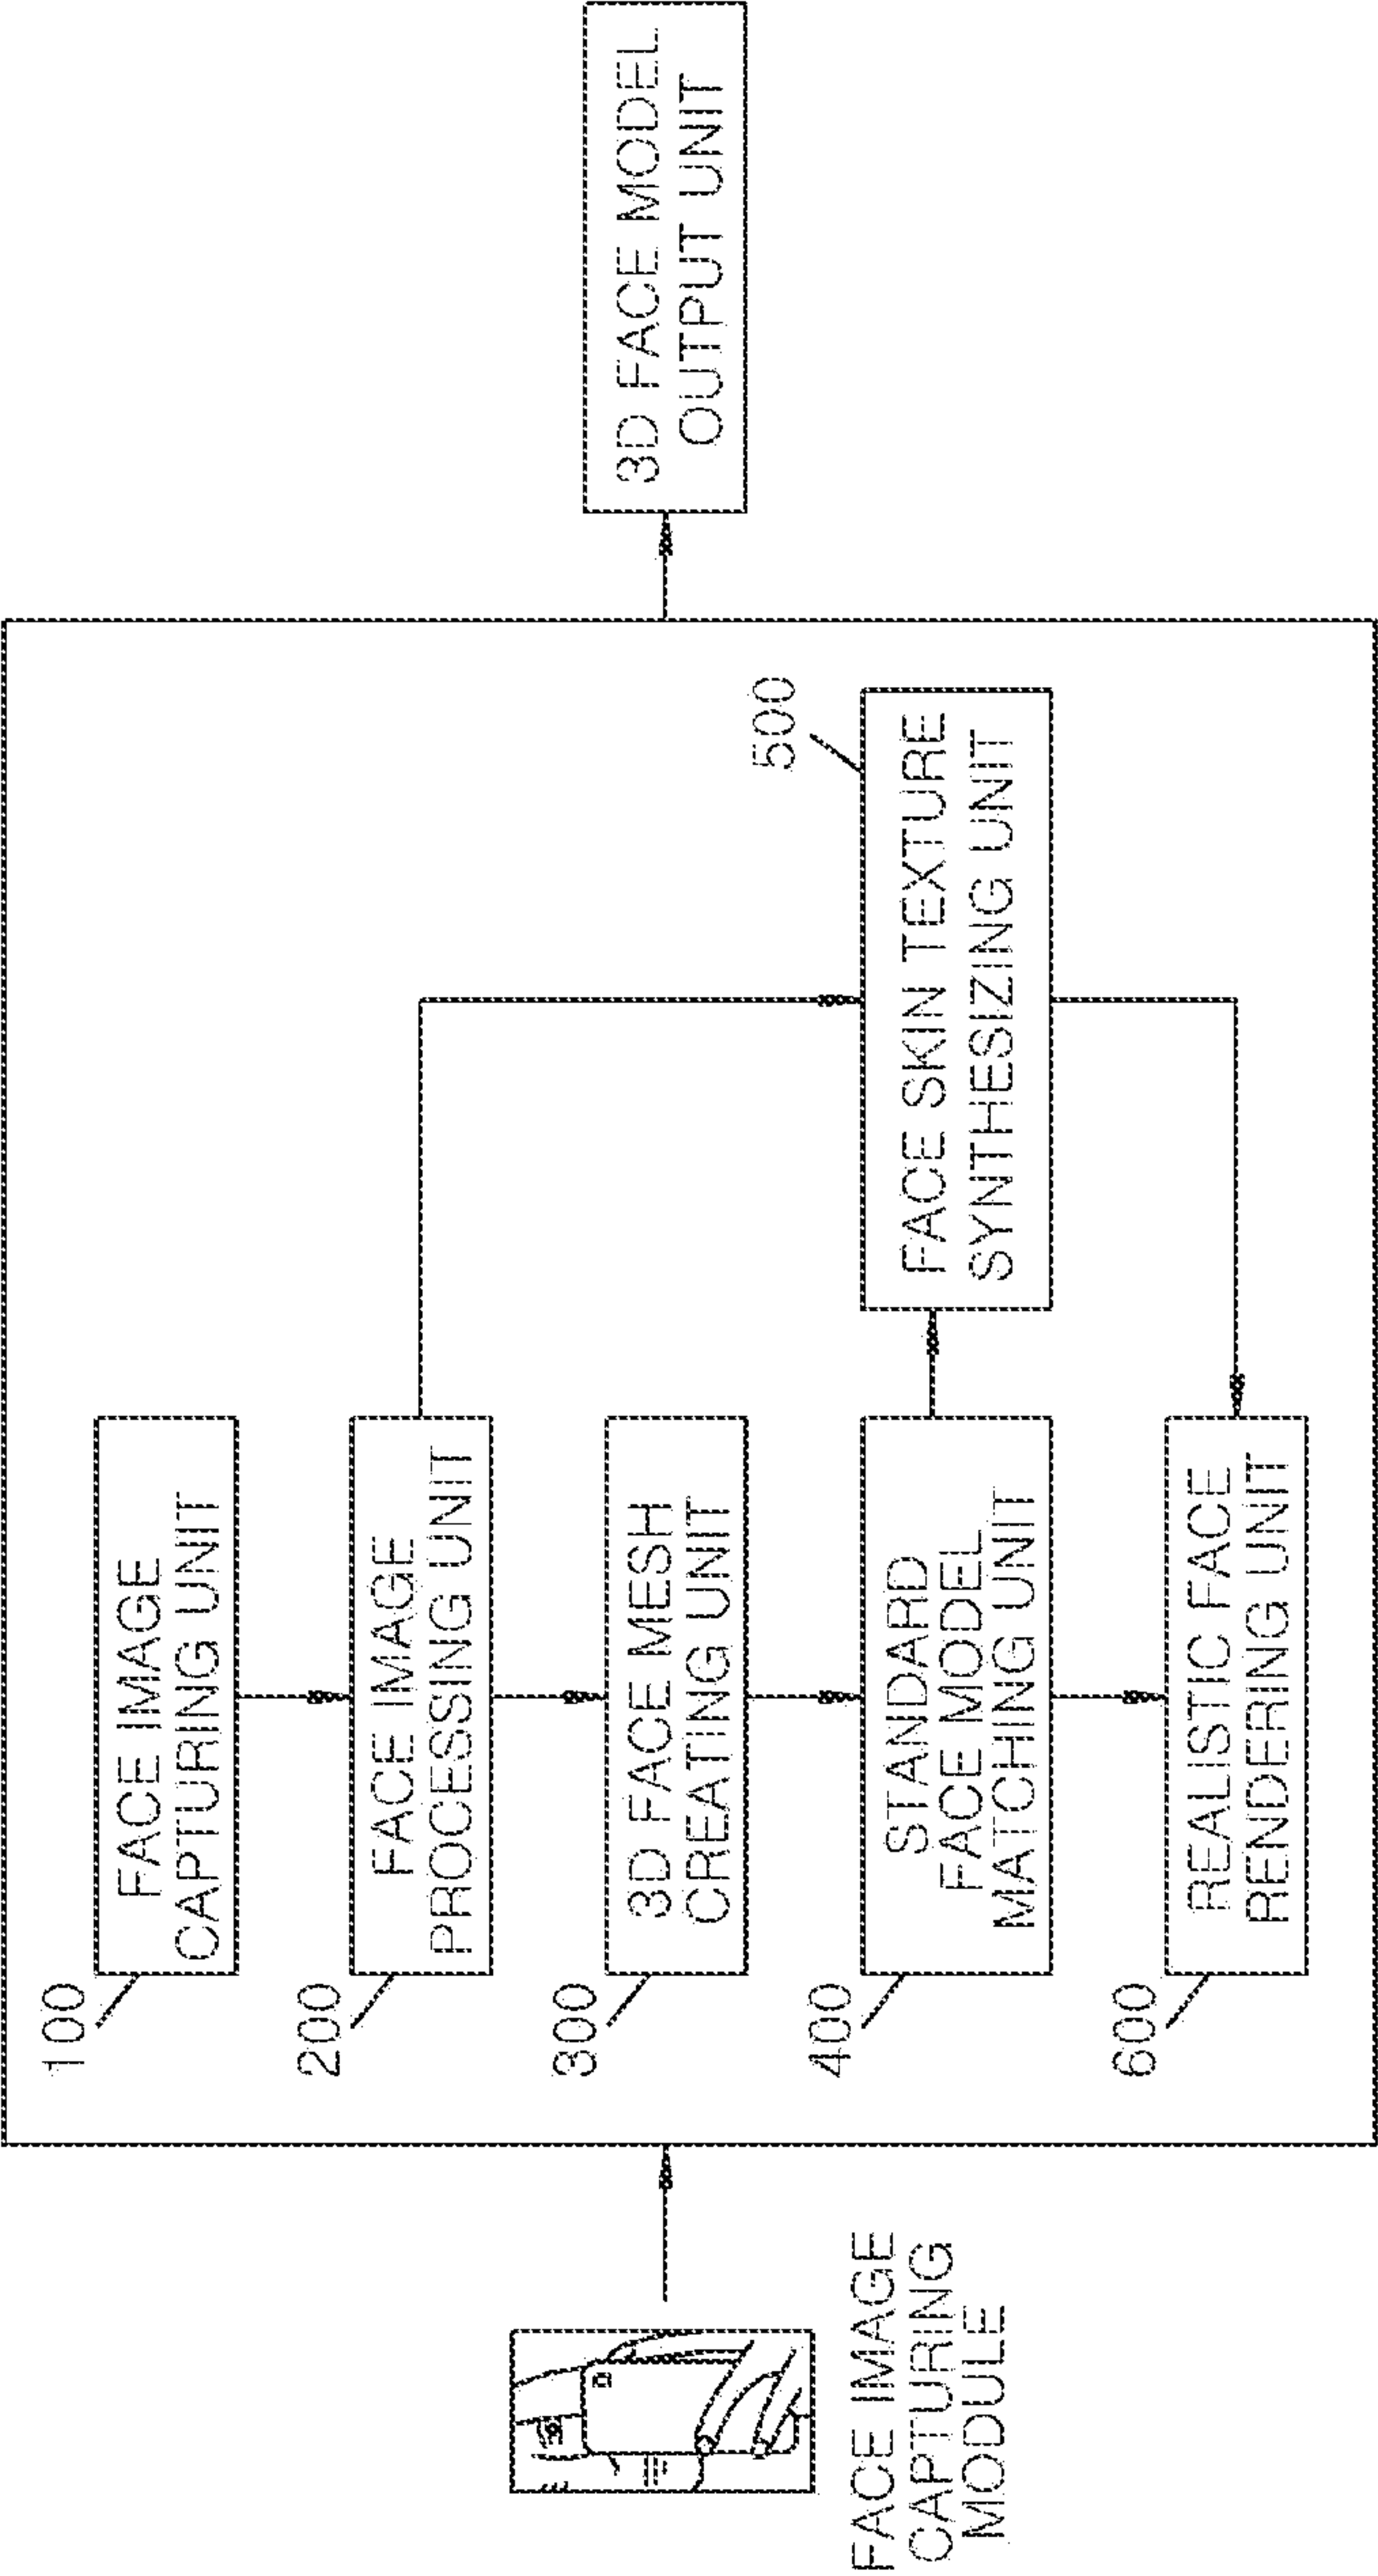 FACE IMAGE
CAPTURING
MODULE
100
FACE IMAGE
CAPTURING UNIT
200
FACE IMAGE
PROCESSING UNIT
300
3D FACE MESH
CREATING UNIT
400
STANDARD
FACE MODEL
MATCHING UNIT
500
FACE SKIN TEXTURE
SYNTHESIZING UNIT
600
REALISTIC FACE
RENDERING UNIT
3D FACE MODEL
OUTPUT UNIT